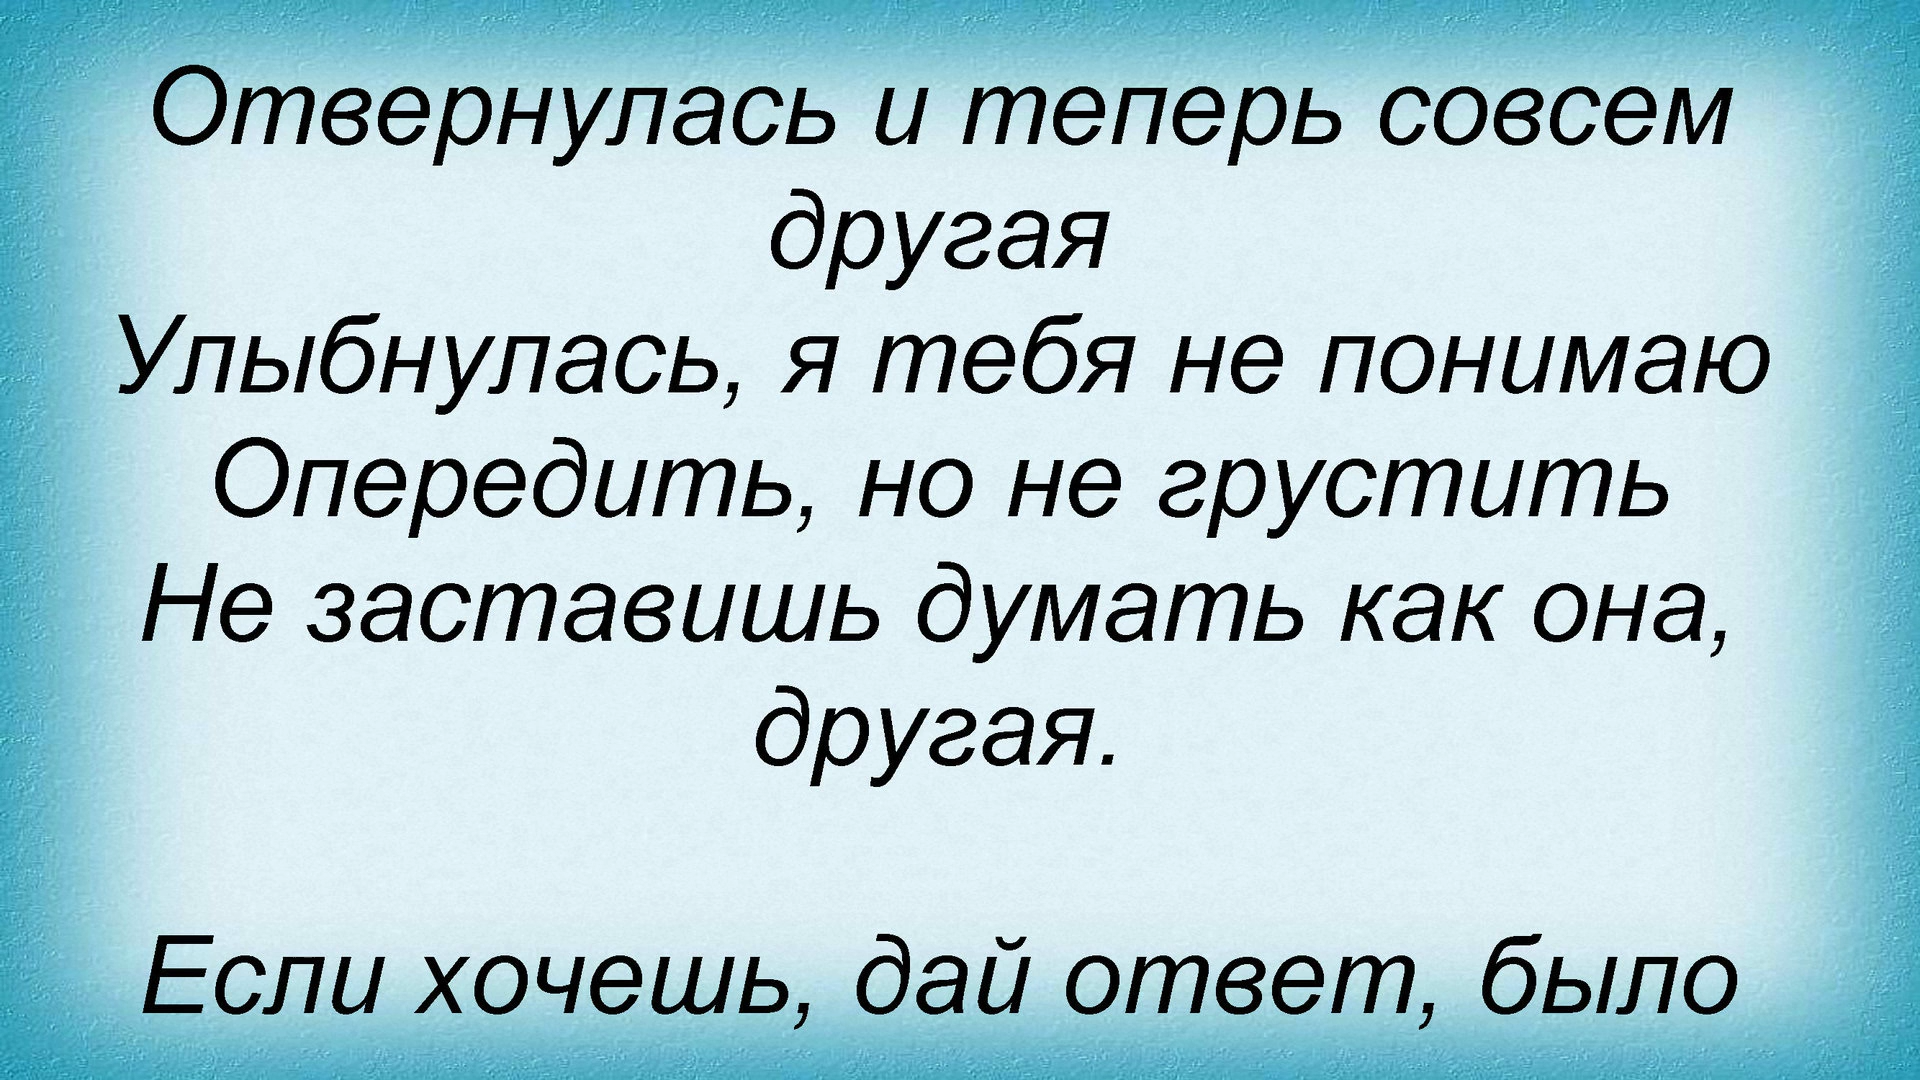 Отвернулась и теперь совсем
другая
Улыбнулась, я тебя не понимаю
Опередить, но не грустить
Не заставишь думать как она,
другая.
Если хочешь, дай ответ, было